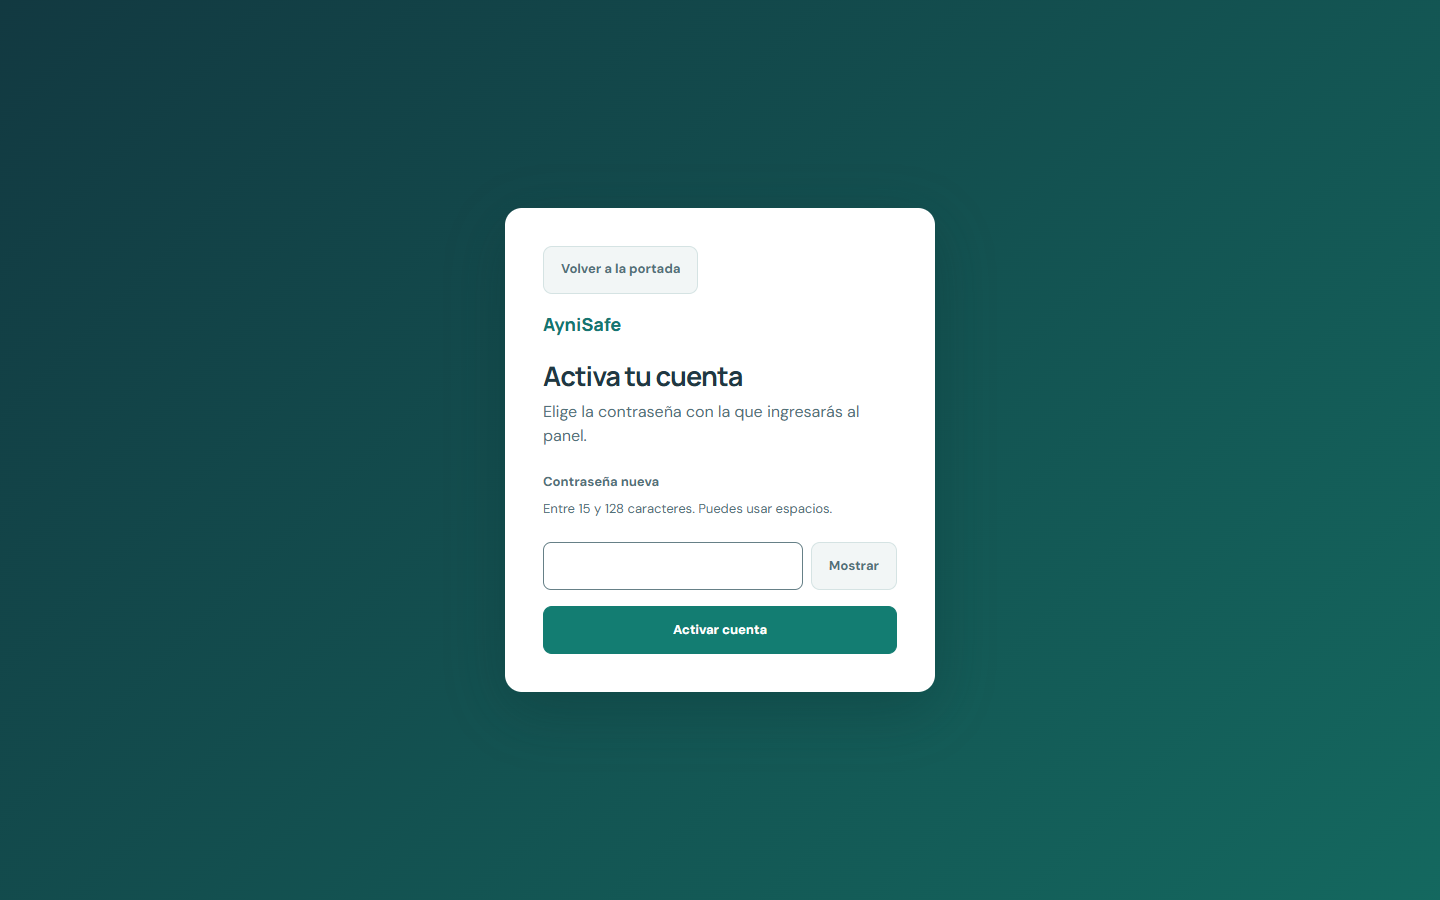 Volver a la portada
AyniSafe
Activa tu cuenta
Elige la contraseña con la que ingresarás al
panel.
Contraseña nueva
Entre 15 y 128 caracteres. Puedes usar espacios.
Mostrar
Activar cuenta